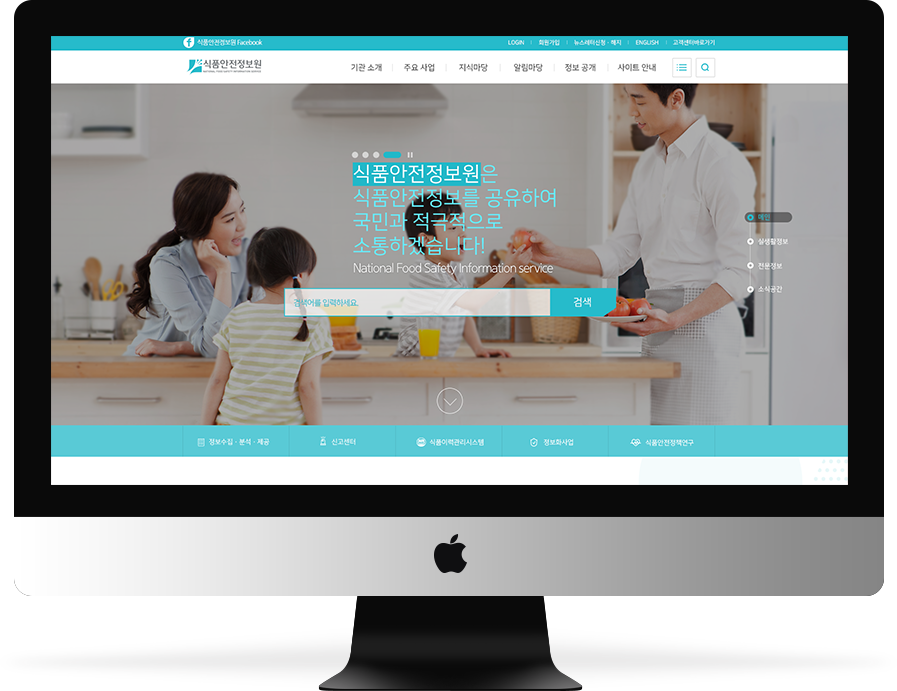 식품안전정보원 Facebook
LOGIN
회원가입
뉴스레터신청 · 해지
ENGLISH
고객센터바로가기
식품안전정보원
NATIONAL FOOD SAFETY INFORMATION SERVICE
기관 소개
주요 사업
지식마당
알림마당
정보 공개
사이트 안내
식품안전정보원은
식품안전정보를 공유하여
국민과 적극적으로
소통하겠습니다!
National Food Safety Information service
검색어를 입력하세요.
검색
메인
실생활정보
전문정보
소식공간
정보수집 · 분석 · 제공
신고센터
식품이력관리시스템
정보화사업
식품안전정책연구